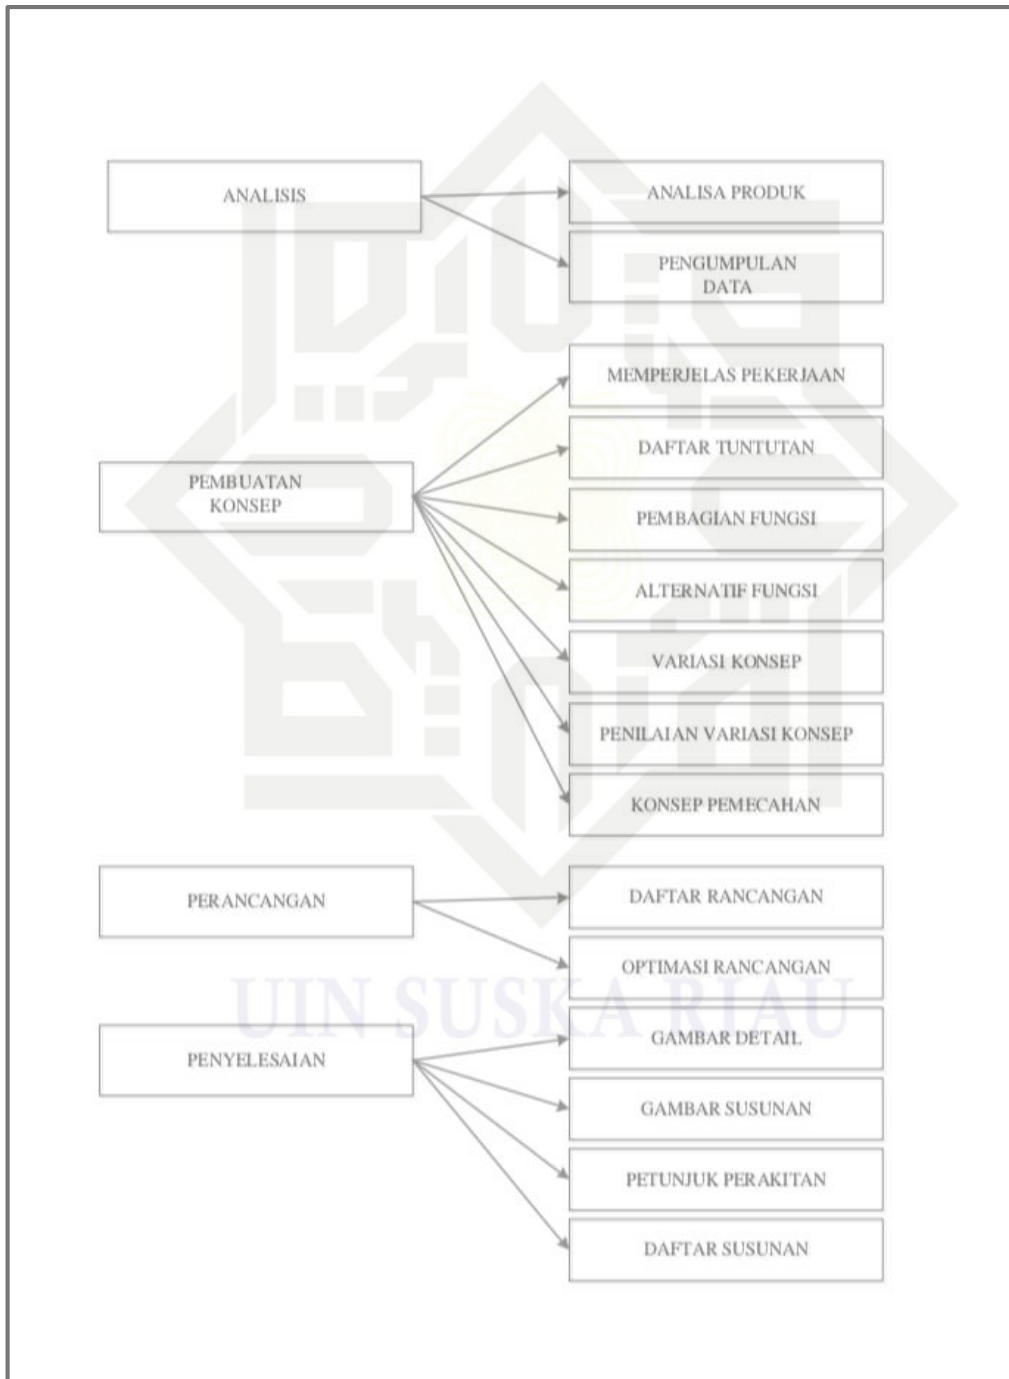 ANALISIS
ANALISA PRODUK
PENGUMPULAN
DATA
MEMPERJELAS PEKERJAAN
DAFTAR TUNTUTAN
PEMBUATAN
KONSEP
PEMBAGIAN FUNGSI
ALTERNATIF FUNGSI
VARIASI KONSEP
PENILAIAN VARIASI KONSEP
KONSEP PEMECAHAN
PERANCANGAN
DAFTAR RANCANGAN
OPTIMASI RANCANGAN
UIN SUSKA RIAU
PENYELESAIAN
GAMBAR DETAIL
GAMBAR SUSUNAN
PETUNJUK PERAKITAN
DAFTAR SUSUNAN